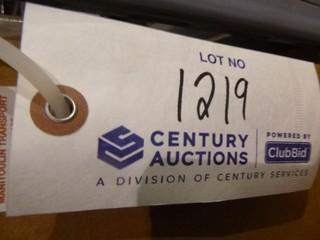 LOT NO
1219
CENTURY
AUCTIONS
POWERED BY
ClubBid
A DIVISION OF CENTURY SERVICES
MANITOULIN TRANSPORT